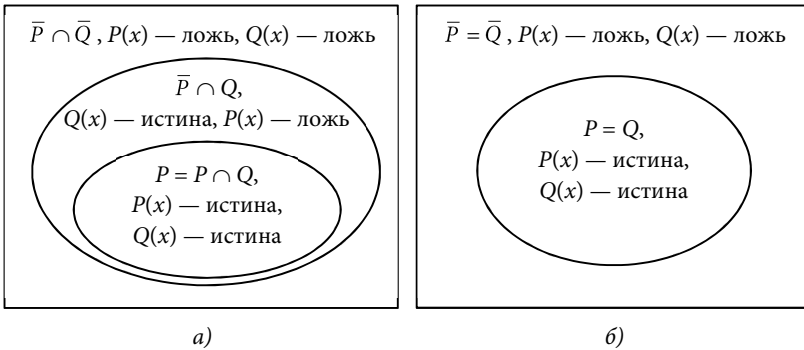 P̅ ∩ Q̅ , P(x) — ложь, Q(x) — ложь
P̅ ∩ Q,
Q(x) — истина, P(x) — ложь
P = P ∩ Q,
P(x) — истина,
Q(x) — истина
а)
P̅ = Q̅ , P(x) — ложь, Q(x) — ложь
P = Q,
P(x) — истина,
Q(x) — истина
б)